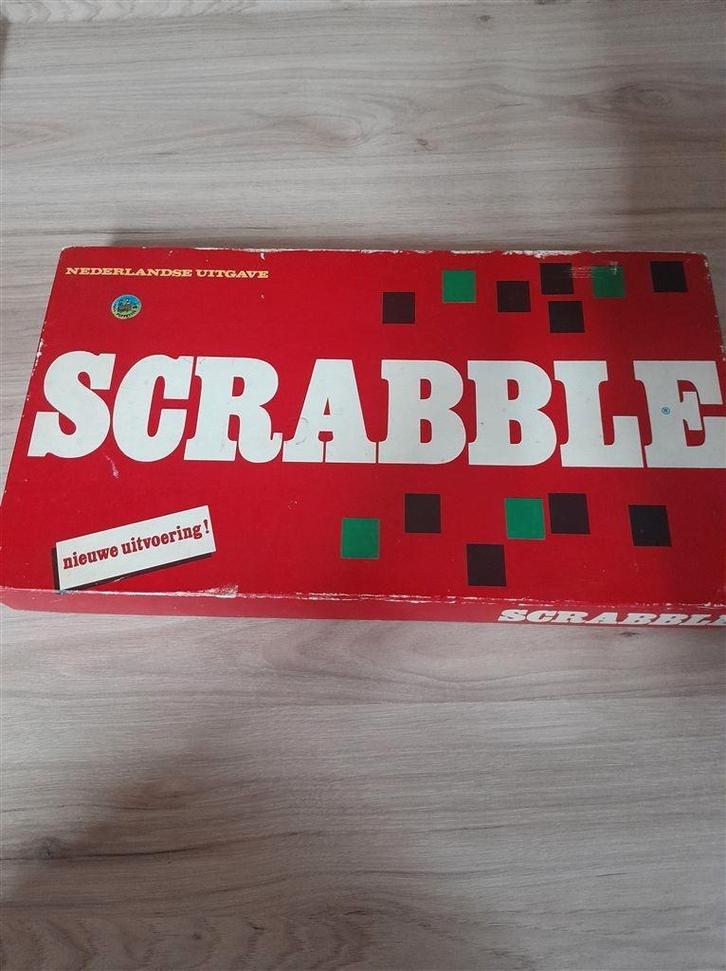 NEDERLANDSE UITGAVE
SCRABBLE
®
nieuwe uitvoering!
SCRABBLE